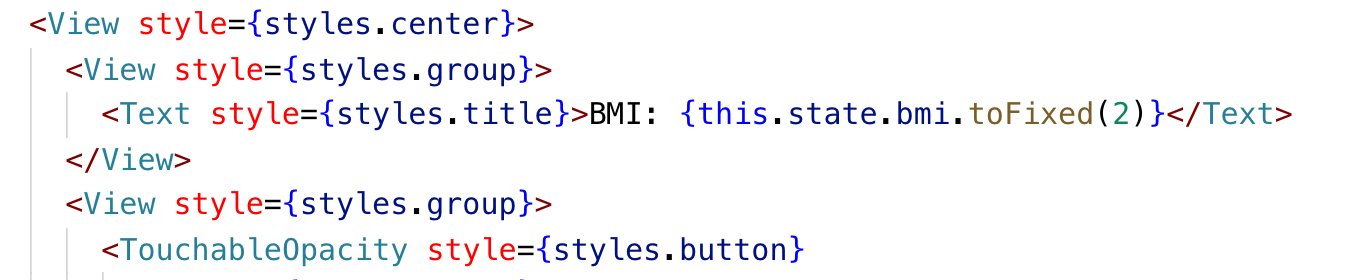 <View style={styles.center}>
<View style={styles.group}>
<Text style={styles.title}>BMI: {this.state.bmi.toFixed(2)}</Text>
</View>
<View style={styles.group}>
<TouchableOpacity style={styles.button}